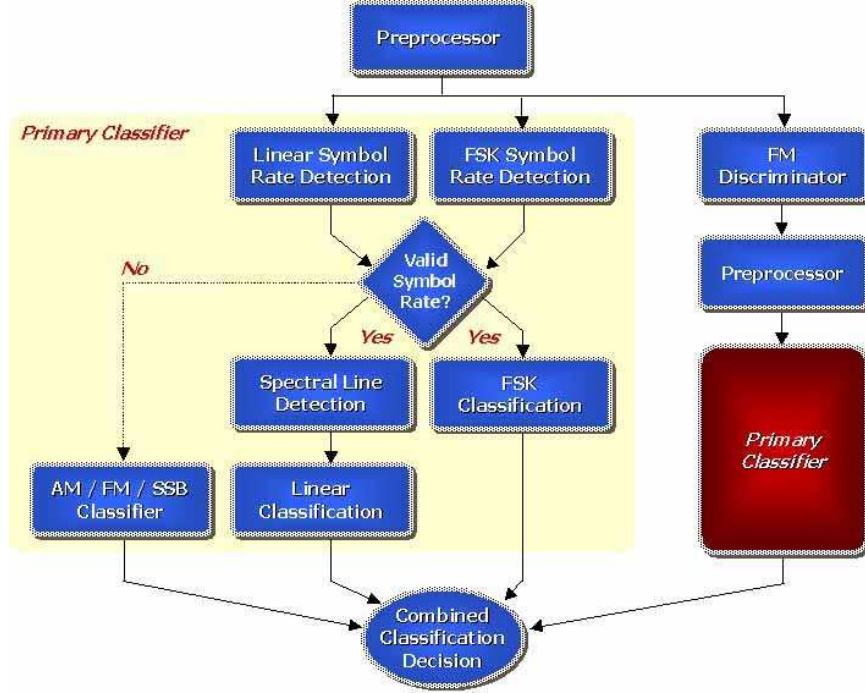 Preprocessor
Primary Classifier
Linear Symbol
Rate Detection
FSK Symbol
Rate Detection
FM
Discriminator
Valid
Symbol
Rate?
Preprocessor
No
Yes
Yes
Spectral Line
Detection
FSK
Classification
Primary
Classifier
AM / FM / SSB
Classifier
Linear
Classification
Combined
Classification
Decision